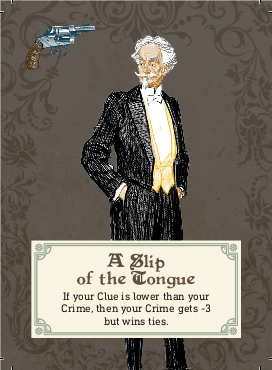 A Slip
of the Tongue
If your Clue is lower than your
Crime, then your Crime gets -3
but wins ties.